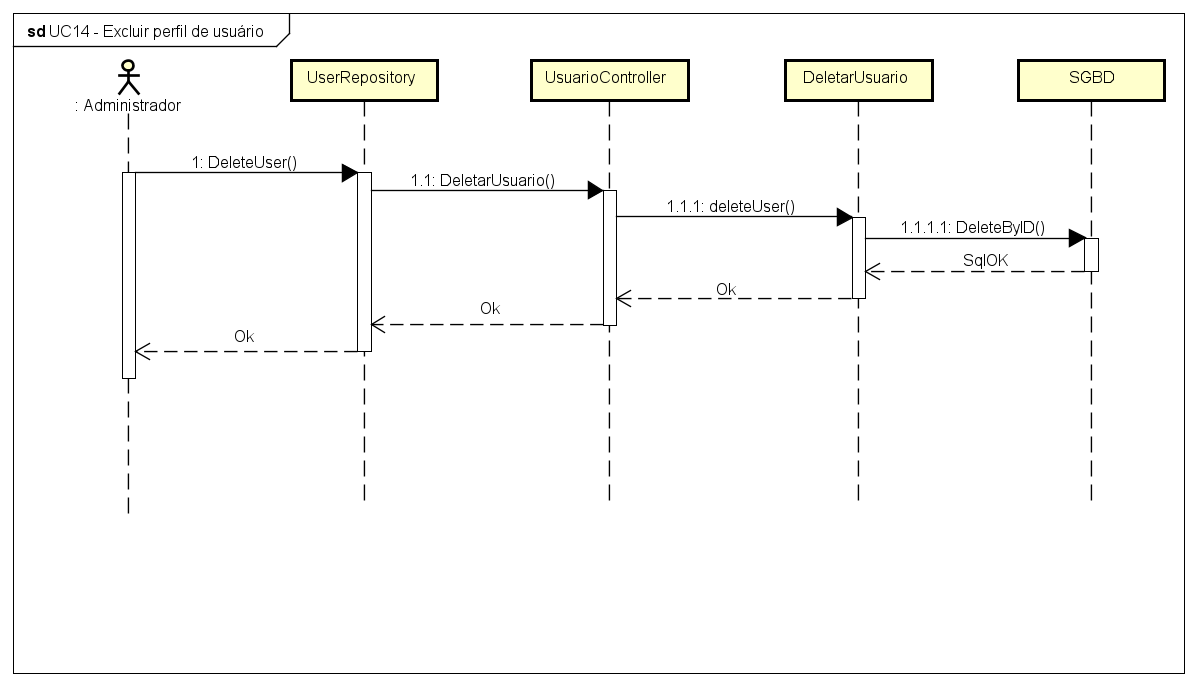 sd UC14 - Excluir perfil de usuário
: Administrador
UserRepository
UsuarioController
DeletarUsuario
SGBD
1: DeleteUser()
1.1: DeletarUsuario()
1.1.1: deleteUser()
1.1.1.1: DeleteByID()
SqlOK
Ok
Ok
Ok